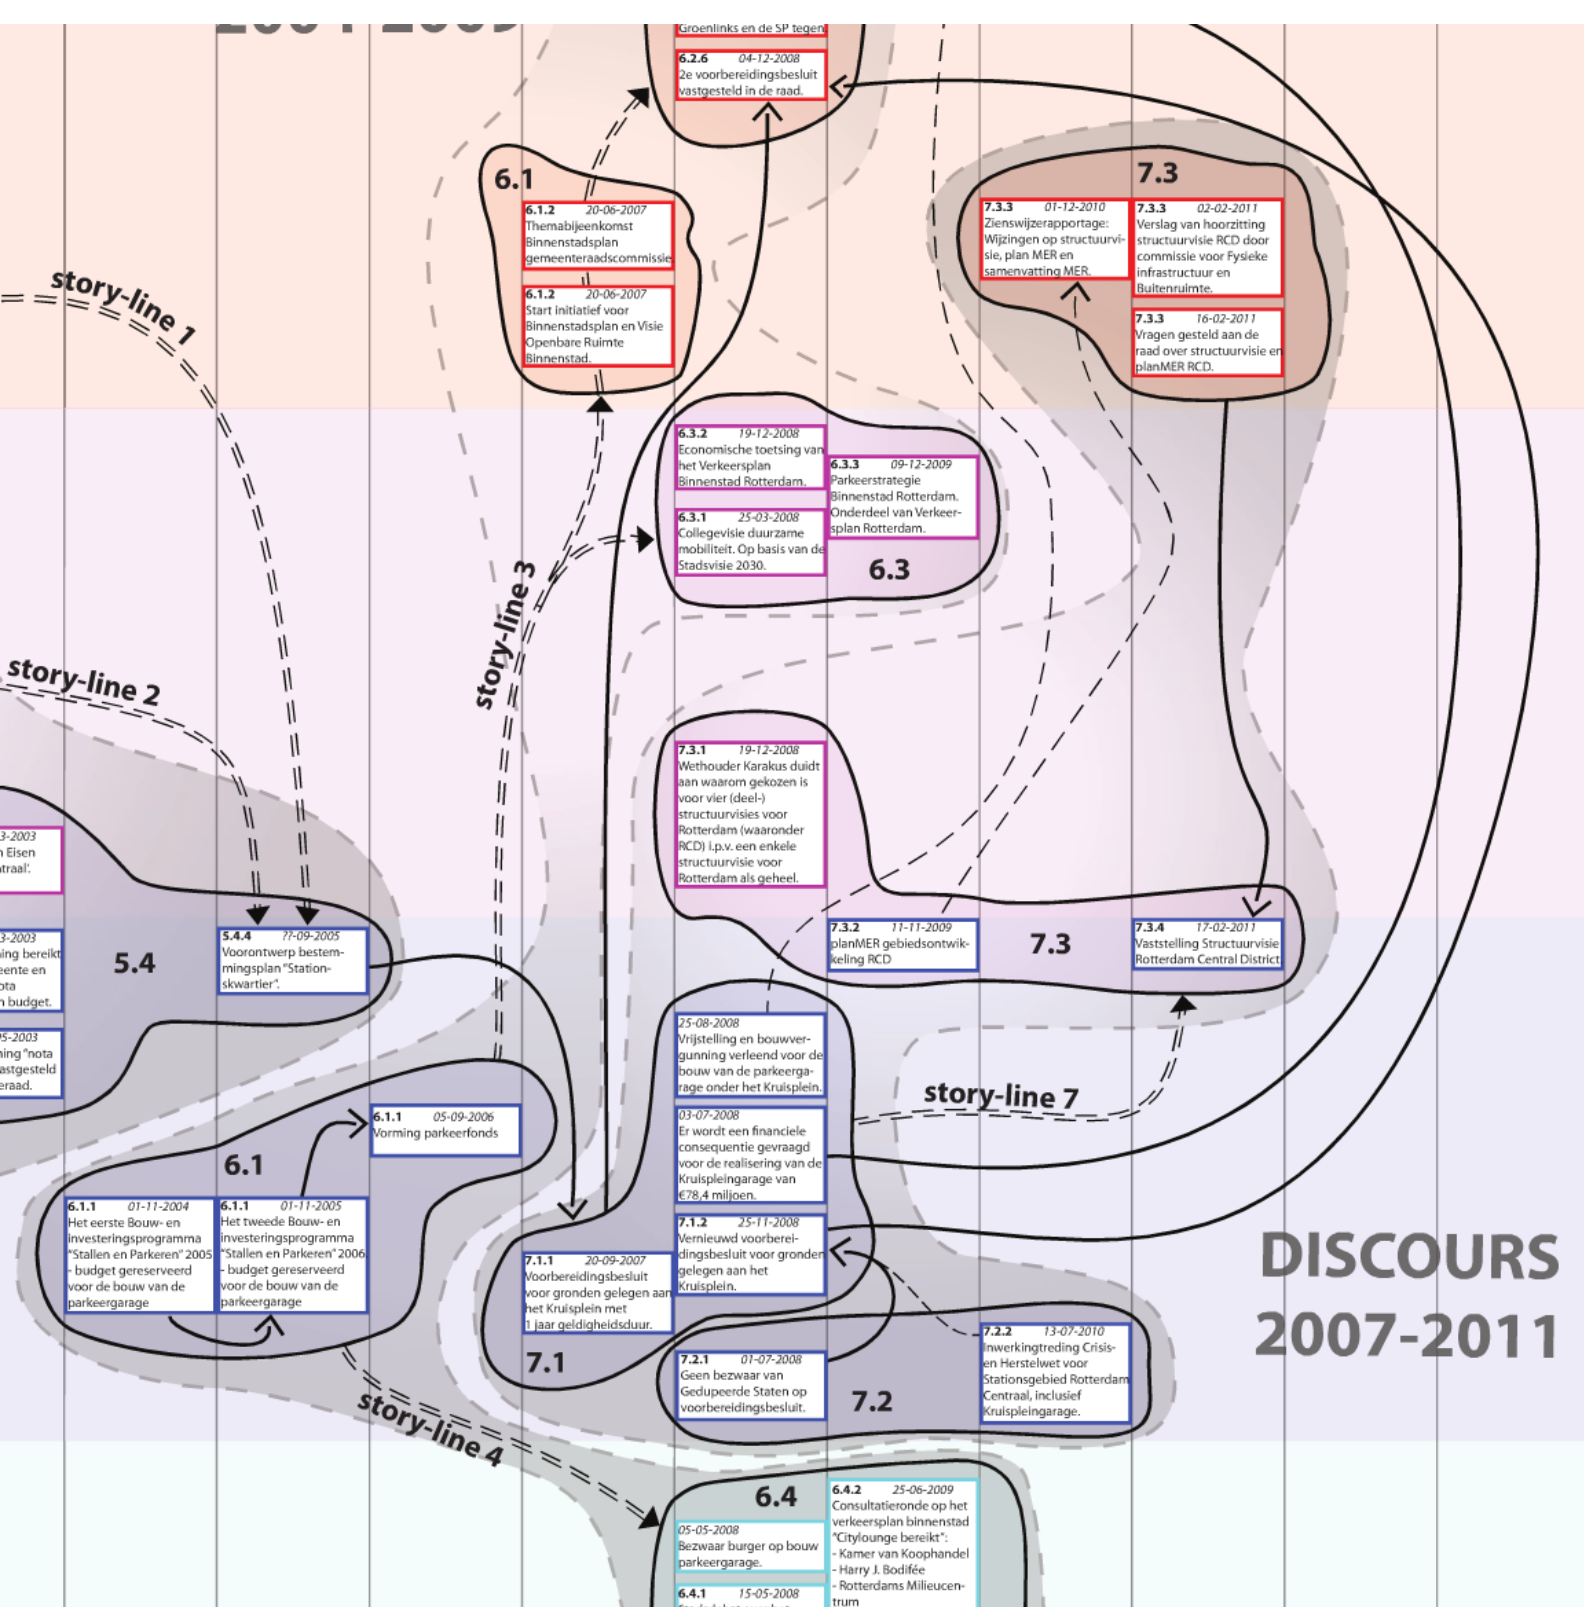 2004-2009
Groenlinks en de SP tegen
6.2.6 04-12-2008
2e voorbereidingsbesluit
vastgesteld in de raad.
6.1
6.1.2 20-06-2007
Themabijeenkomst
Binnenstadsplan
gemeenteraadscommissie
6.1.2 20-06-2007
Start initiatief voor
Binnenstadsplan en Visie
Openbare Ruimte
Binnenstad.
7.3
7.3.3 01-12-2010
Zienswijzerapportage:
Wijzingen op structuurvi-
sie, plan MER en
samenvatting MER.
7.3.3 02-02-2011
Verslag van hoorzitting
structuurvisie RCD door
commissie voor Fysieke
infrastructuur en
Buitenruimte.
7.3.3 16-02-2011
Vragen gesteld aan de
raad over structuurvisie en
planMER RCD.
story-line 1
6.3.2 19-12-2008
Economische toetsing van
het Verkeersplan
Binnenstad Rotterdam.
6.3.3 09-12-2009
Parkeerstrategie
Binnenstad Rotterdam.
Onderdeel van Verkeer-
splan Rotterdam.
6.3.1 25-03-2008
Collegevisie duurzame
mobiliteit. Op basis van de
Stadsvisie 2030.
6.3
story-line 3
story-line 2
7.3.1 19-12-2008
Wethouder Karakus duidt
aan waarom gekozen is
voor vier (deel-)
structuurvisies voor
Rotterdam (waaronder
RCD) i.p.v. een enkele
structuurvisie voor
Rotterdam als geheel.
3-2003
n Eisen
traal'.
3-2003
ing bereikt
eente en
ota
n budget.
5-2003
ning "nota
astgesteld
eraad.
5.4
5.4.4 ??-09-2005
Voorontwerp bestem-
mingsplan "Station-
skwartier".
7.3.2 11-11-2009
planMER gebiedsontwik-
keling RCD
7.3
7.3.4 17-02-2011
Vaststelling Structuurvisie
Rotterdam Central District
25-08-2008
Vrijstelling en bouwver-
gunning verleend voor de
bouw van de parkeerga-
rage onder het Kruisplein.
story-line 7
03-07-2008
Er wordt een financiele
consequentie gevraagd
voor de realisering van de
Kruispleingarage van
€78,4 miljoen.
6.1.1 05-09-2006
Vorming parkeerfonds
6.1
6.1.1 01-11-2004
Het eerste Bouw- en
investeringsprogramma
"Stallen en Parkeren" 2005
- budget gereserveerd
voor de bouw van de
parkeergarage
6.1.1 01-11-2005
Het tweede Bouw- en
investeringsprogramma
"Stallen en Parkeren" 2006
- budget gereserveerd
voor de bouw van de
parkeergarage
7.1.2 25-11-2008
Vernieuwd voorberei-
dingsbesluit voor gronden
gelegen aan het
Kruisplein.
7.1.1 20-09-2007
Voorbereidingsbesluit
voor gronden gelegen aan
het Kruisplein met
1 jaar geldigheidsduur.
7.1
DISCOURS
2007-2011
7.2.1 01-07-2008
Geen bezwaar van
Gedupeerde Staten op
voorbereidingsbesluit.
7.2
7.2.2 13-07-2010
Inwerkingtreding Crisis-
en Herstelwet voor
Stationsgebied Rotterdam
Centraal, inclusief
Kruispleingarage.
story-line 4
6.4
05-05-2008
Bezwaar burger op bouw
parkeergarage.
6.4.1 15-05-2008
6.4.2 25-06-2009
Consultatieronde op het
verkeersplan binnenstad
"Citylounge bereikt":
- Kamer van Koophandel
- Harry J. Bodifée
- Rotterdams Milieucen-
trum